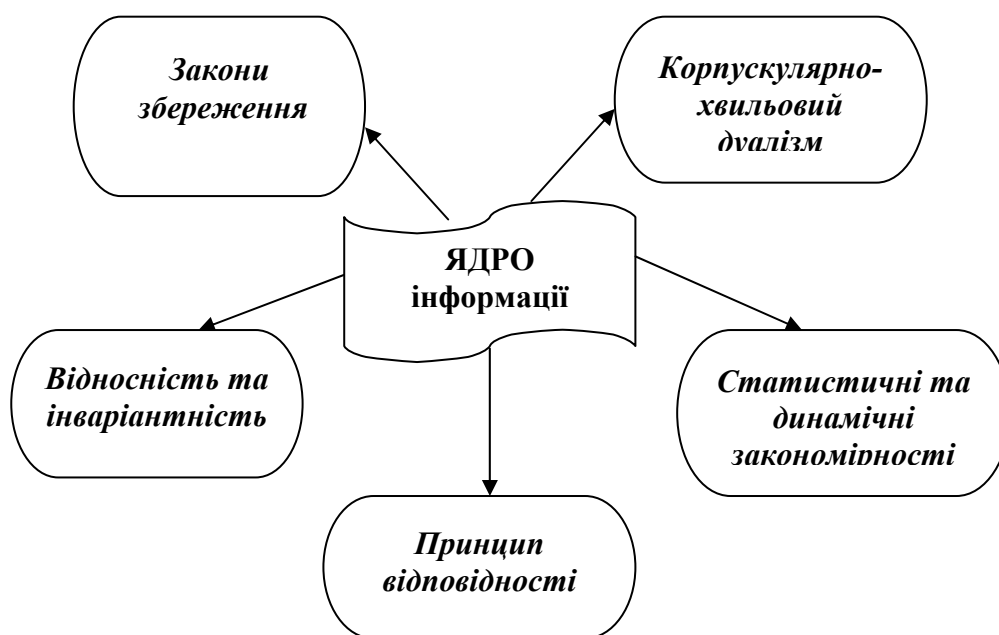 Закони
збереження
Корпускулярно-
хвильовий
дуалізм
ЯДРО
інформації
Відносність та
інваріантність
Статистичні та
динамічні
закономірності
Принцип
відповідності